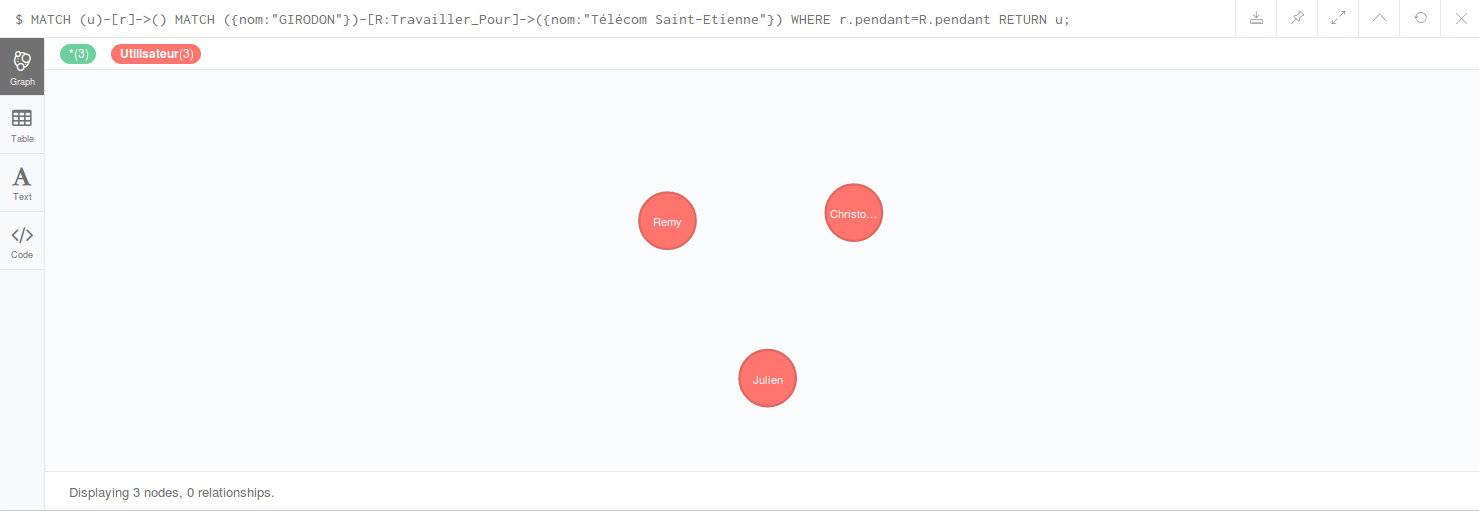 $ MATCH (u)-[r]->() MATCH ({nom:"GIRODON"})-[R:Travailler_Pour]->({nom:"Télécom Saint-Etienne"}) WHERE r.pendant=R.pendant RETURN u;
*(3) Utilisateur(3)
Graph
Table
Text
Code
Christo...
Remy
Julien
Displaying 3 nodes, 0 relationships.